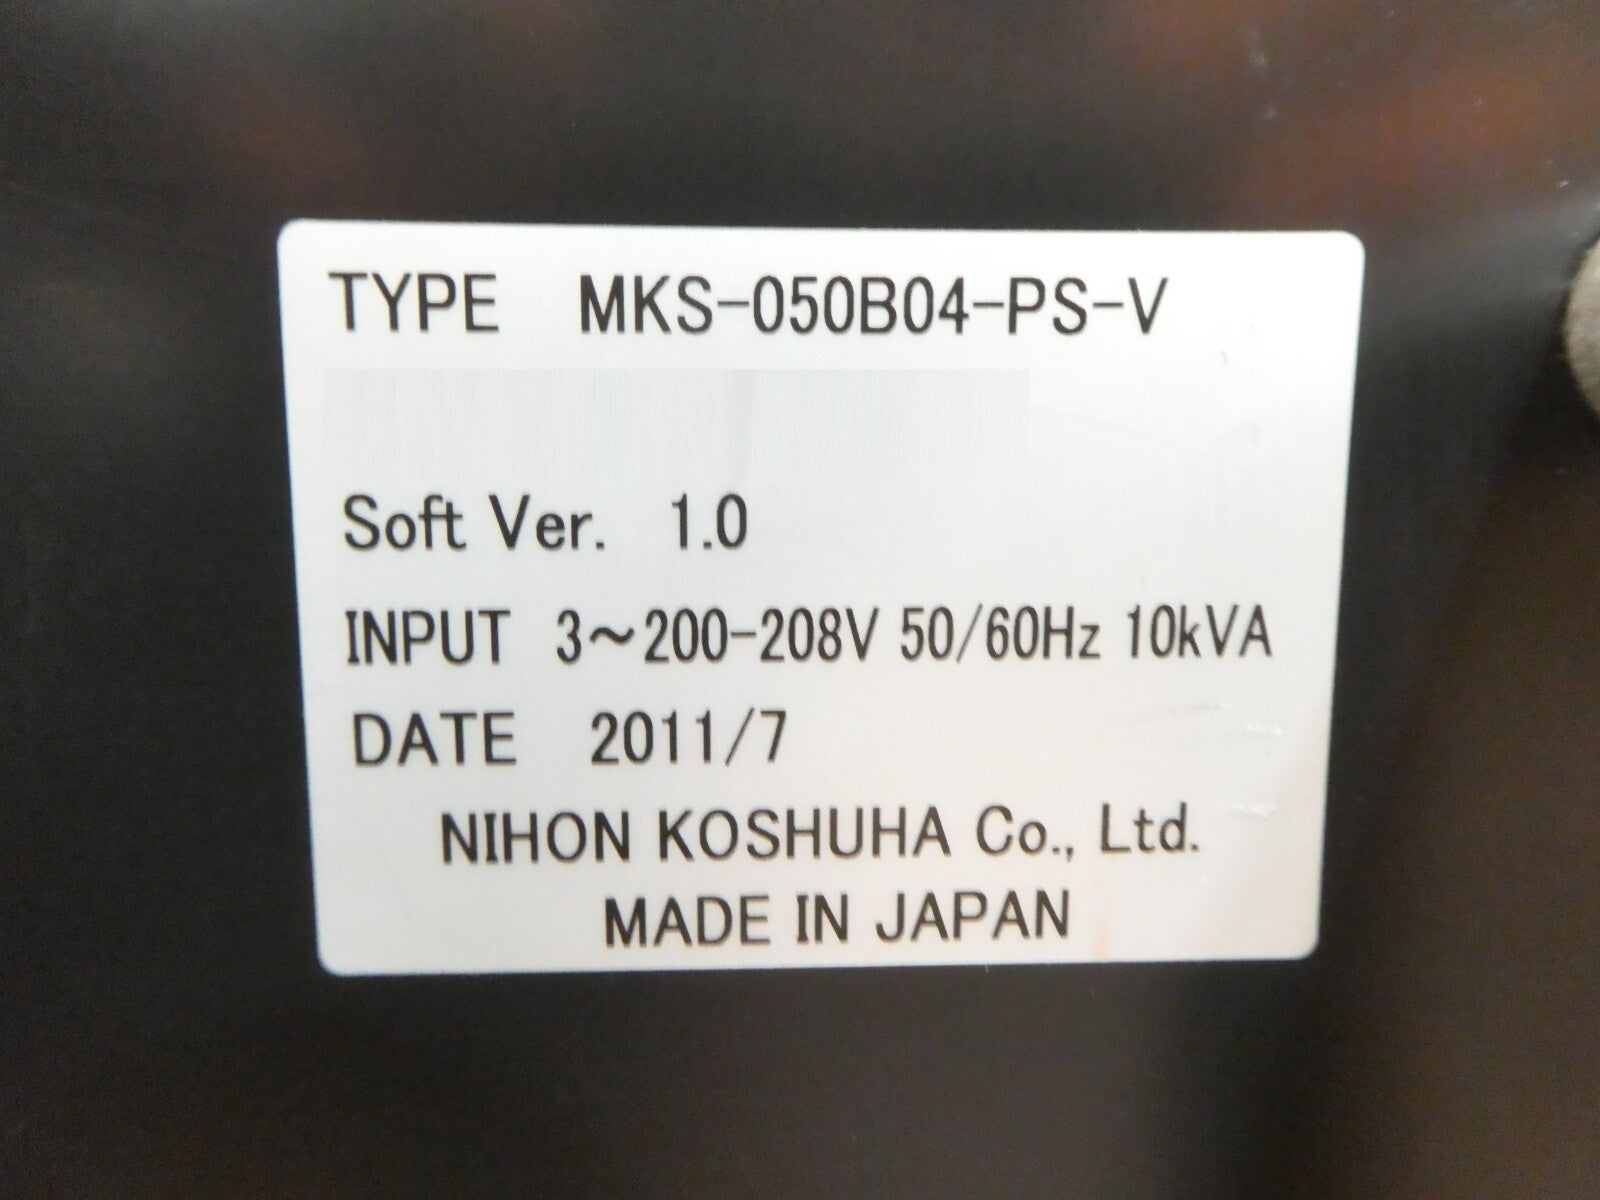 TYPE MKS-050B04-PS-V
Soft Ver. 1.0
INPUT 3~200-208V 50/60Hz 10kVA
DATE 2011/7
NIHON KOSHUHA Co., Ltd.
MADE IN JAPAN